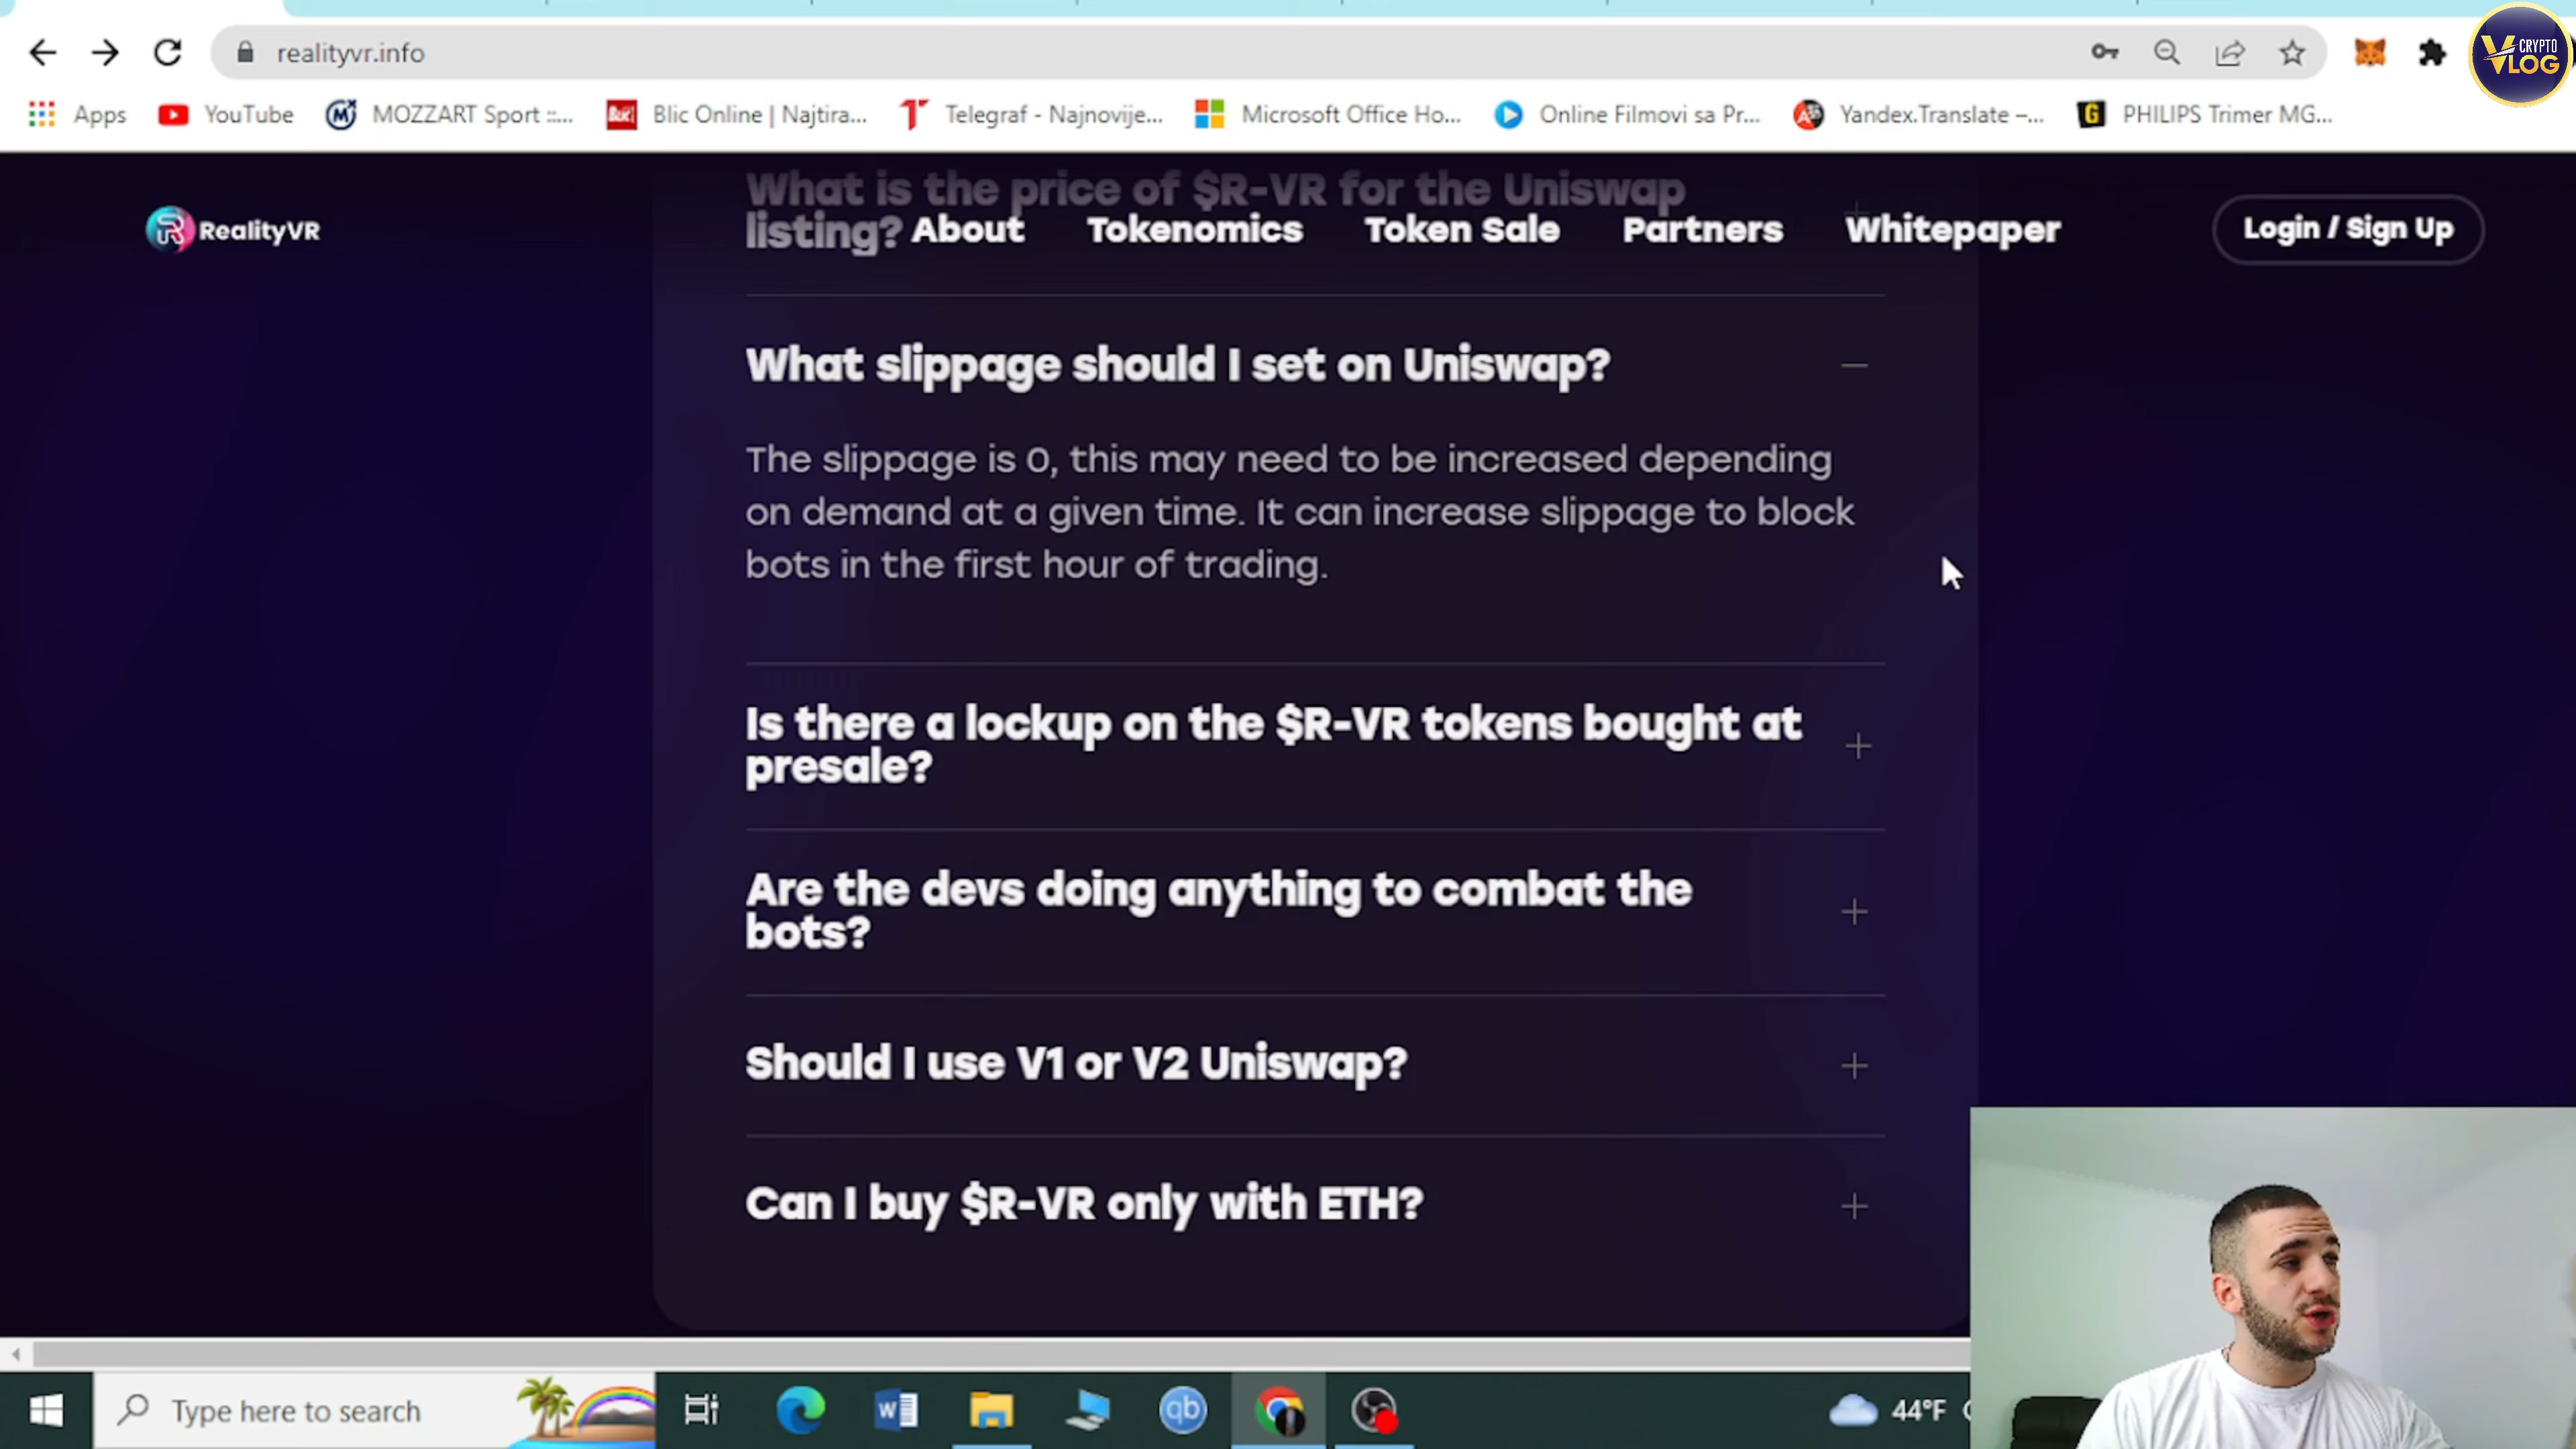 realityvr.info
CRYPTO
VLOG
Apps
YouTube
MOZZART Sport ::...
Blic Online | Najtira...
Telegraf - Najnovije...
Microsoft Office Ho...
Online Filmovi sa Pr...
Yandex.Translate –...
PHILIPS Trimer MG...
RealityVR
About
Tokenomics
Token Sale
Partners
Whitepaper
Login / Sign Up
What is the price of $R-VR for the Uniswap
listing?
What slippage should I set on Uniswap?
The slippage is 0, this may need to be increased depending
on demand at a given time. It can increase slippage to block
bots in the first hour of trading.
Is there a lockup on the $R-VR tokens bought at
presale?
Are the devs doing anything to combat the
bots?
Should I use V1 or V2 Uniswap?
Can I buy $R-VR only with ETH?
Type here to search
44°F